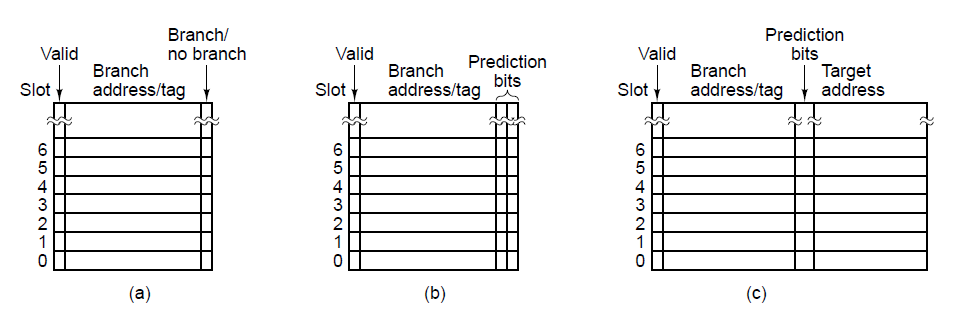 Valid
Branch/
no branch
Slot
Branch
address/tag
6
5
4
3
2
1
0
(a)
Valid
Slot
Branch
address/tag
Prediction
bits
6
5
4
3
2
1
0
(b)
Valid
Slot
Branch
address/tag
Prediction
bits
Target
address
6
5
4
3
2
1
0
(c)